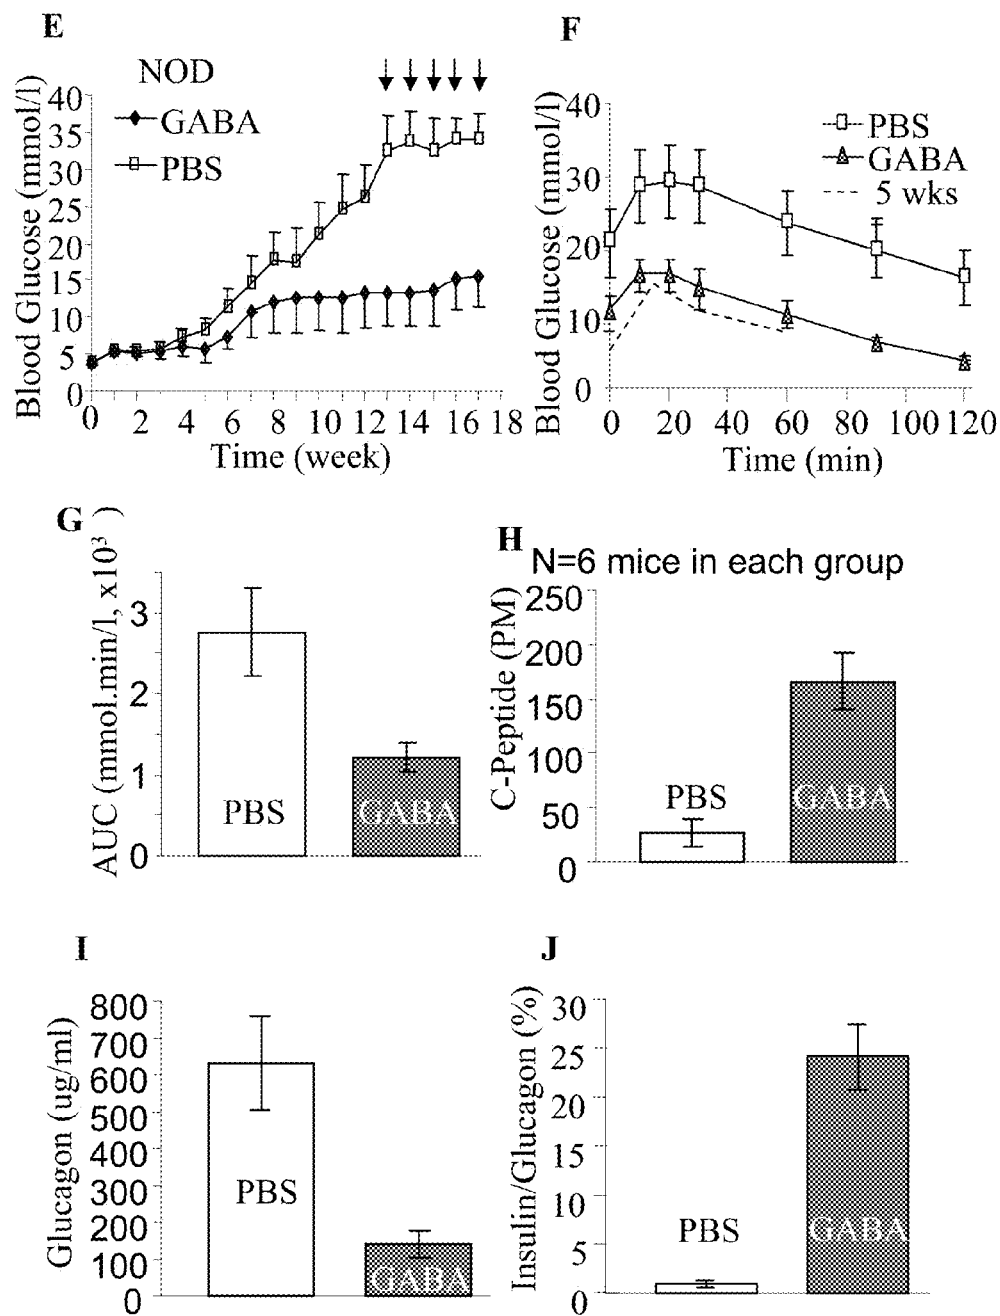 E
NOD
GABA
PBS
Blood Glucose (mmol/l)
40
35
30
25
20
15
10
5
0
0 2 4 6 8 10 12 14 16 18
Time (week)
F
PBS
GABA
5 wks
Blood Glucose (mmol/l)
40
30
20
10
0
0 20 40 60 80 100 120
Time (min)
G
AUC (mmol.min/l, x10³
3
2
1
0
PBS
GABA
H
N=6 mice in each group
C-Peptide (PM)
250
200
150
100
50
0
PBS
GABA
I
Glucagon (ug/ml)
800
700
600
500
400
300
200
100
0
PBS
GABA
J
Insulin/Glucagon (%)
30
25
20
15
10
5
0
PBS
GABA